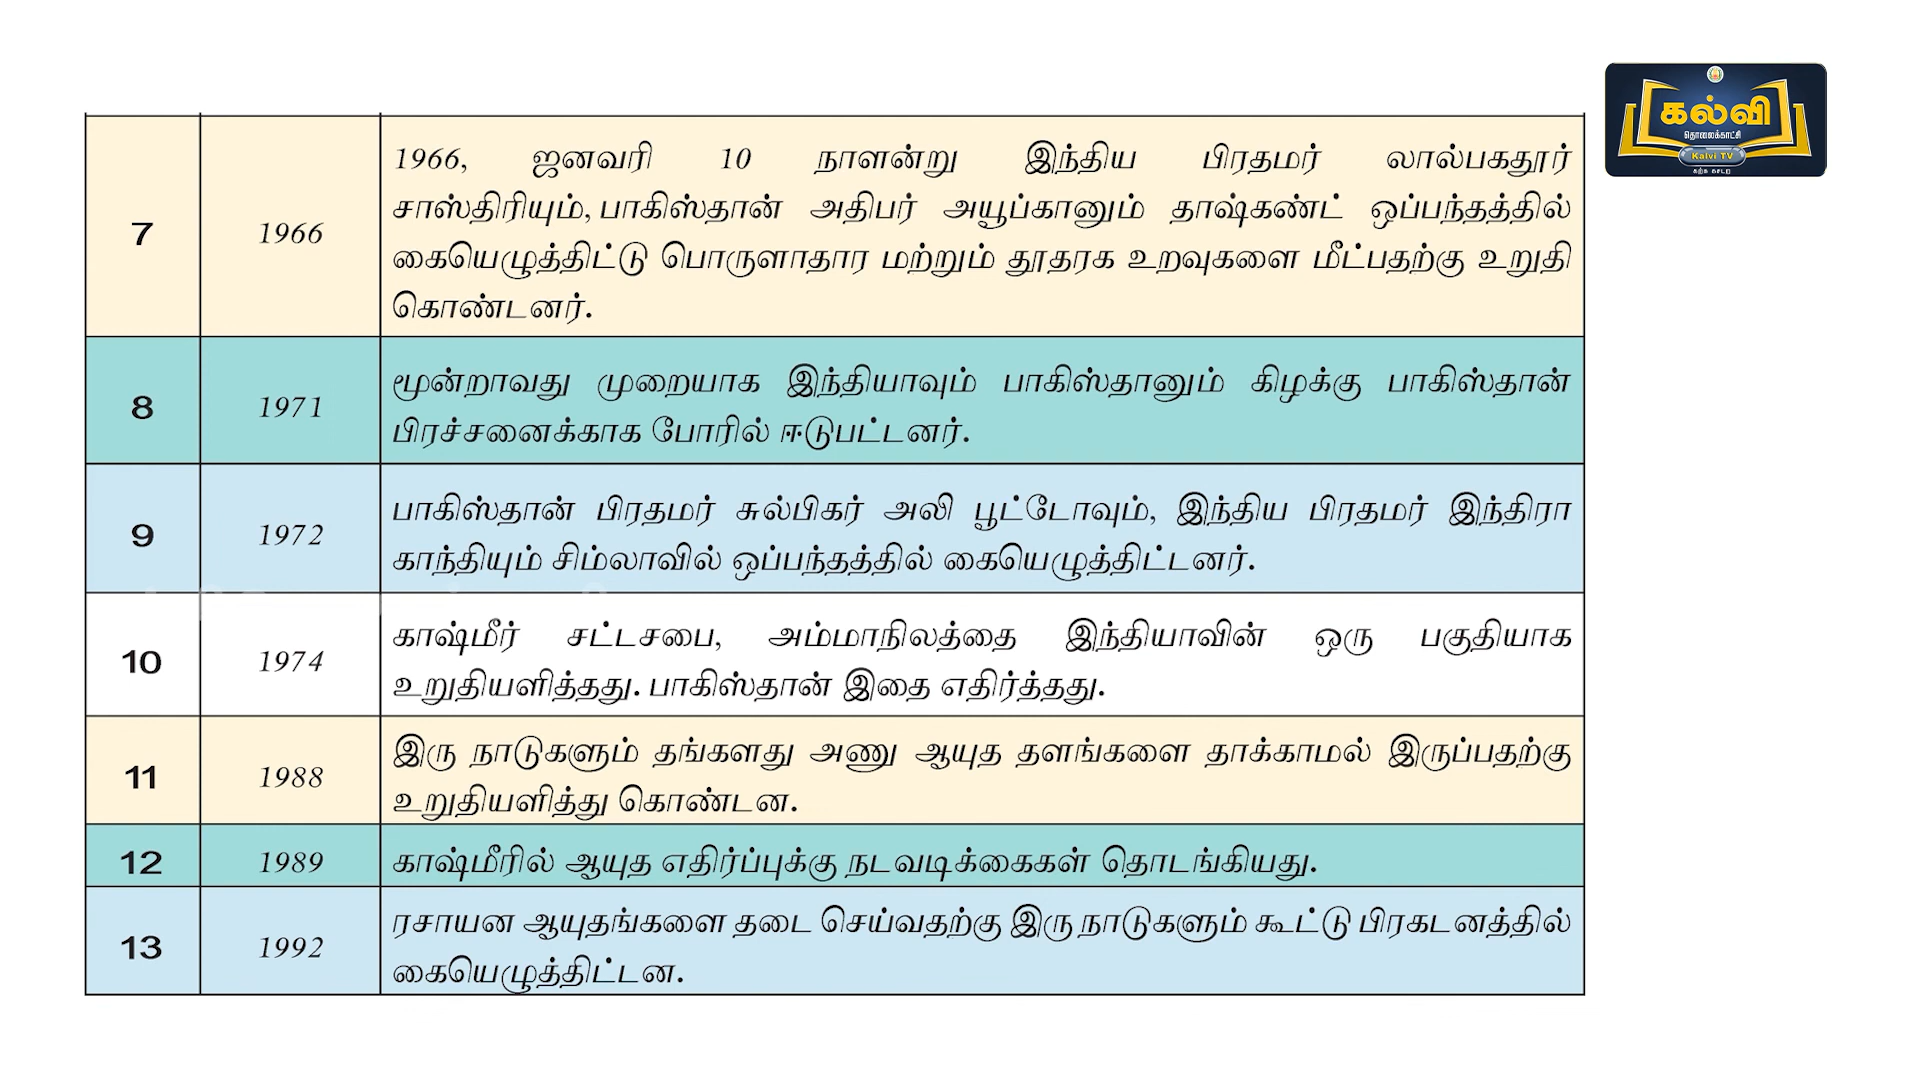 கல்வி
தொலைக்காட்சி
Kalvi TV
கற்க கசடற
7
1966
1966, ஜனவரி 10 நாளன்று இந்திய பிரதமர் லால்பகதூர்
சாஸ்திரியும், பாகிஸ்தான் அதிபர் அயூப்கானும் தாஷ்கண்ட் ஒப்பந்தத்தில்
கையெழுத்திட்டு பொருளாதார மற்றும் தூதரக உறவுகளை மீட்பதற்கு உறுதி
கொண்டனர்.
8
1971
மூன்றாவது முறையாக இந்தியாவும் பாகிஸ்தானும் கிழக்கு பாகிஸ்தான்
பிரச்சனைக்காக போரில் ஈடுபட்டனர்.
9
1972
பாகிஸ்தான் பிரதமர் சுல்பிகர் அலி பூட்டோவும், இந்திய பிரதமர் இந்திரா
காந்தியும் சிம்லாவில் ஒப்பந்தத்தில் கையெழுத்திட்டனர்.
10
1974
காஷ்மீர் சட்டசபை, அம்மாநிலத்தை இந்தியாவின் ஒரு பகுதியாக
உறுதியளித்தது. பாகிஸ்தான் இதை எதிர்த்தது.
11
1988
இரு நாடுகளும் தங்களது அணு ஆயுத தளங்களை தாக்காமல் இருப்பதற்கு
உறுதியளித்து கொண்டன.
12
1989
காஷ்மீரில் ஆயுத எதிர்ப்புக்கு நடவடிக்கைகள் தொடங்கியது.
13
1992
ரசாயன ஆயுதங்களை தடை செய்வதற்கு இரு நாடுகளும் கூட்டு பிரகடனத்தில்
கையெழுத்திட்டன.